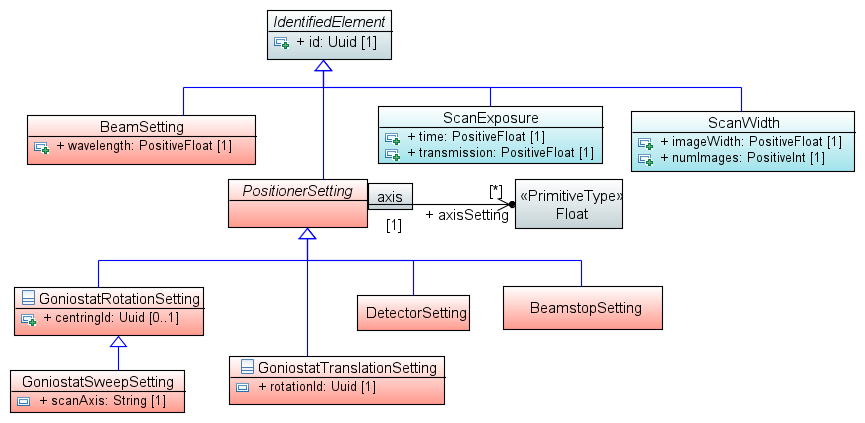 IdentifiedElement
+ id: Uuid [1]
BeamSetting
+ wavelength: PositiveFloat [1]
ScanExposure
+ time: PositiveFloat [1]
+ transmission: PositiveFloat [1]
ScanWidth
+ imageWidth: PositiveFloat [1]
+ numImages: PositiveInt [1]
PositionerSetting
axis
[1]
[*]
+ axisSetting
«PrimitiveType»
Float
GoniostatRotationSetting
+ centringId: Uuid [0..1]
DetectorSetting
BeamstopSetting
GoniostatSweepSetting
+ scanAxis: String [1]
GoniostatTranslationSetting
+ rotationId: Uuid [1]